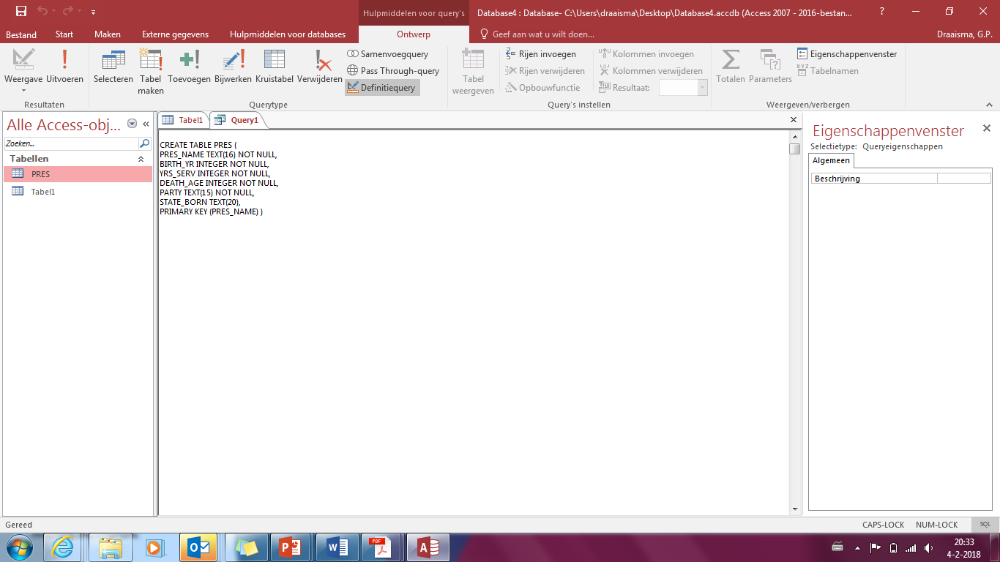 Hulpmiddelen voor query's
Database4 : Database- C:\Users\draaisma\Desktop\Database4.accdb (Access 2007 - 2016-bestan...
?
Bestand Start Maken Externe gegevens Hulpmiddelen voor databases Ontwerp Geef aan wat u wilt doen... Draaisma, G.P.
Weergave Uitvoeren
Resultaten
Selecteren Tabel maken Toevoegen Bijwerken Kruistabel Verwijderen
Samenvoegquery
Pass Through-query
Definitiequery
Querytype
Tabel weergeven
Rijen invoegen
Rijen verwijderen
Opbouwfunctie
Kolommen invoegen
Kolommen verwijderen
Resultaat:
Query's instellen
Totalen Parameters
Eigenschappenvenster
XYZ Tabelnamen
Weergeven/verbergen
Alle Access-obj...
Zoeken...
Tabellen
PRES
Tabel1
Tabel1 Query1
CREATE TABLE PRES (
PRES_NAME TEXT(16) NOT NULL,
BIRTH_YR INTEGER NOT NULL,
YRS_SERV INTEGER NOT NULL,
DEATH_AGE INTEGER NOT NULL,
PARTY TEXT(15) NOT NULL,
STATE_BORN TEXT(20),
PRIMARY KEY (PRES_NAME) )
Eigenschappenvenster
Selectietype: Queryeigenschappen
Algemeen
Beschrijving
Gereed CAPS-LOCK NUM-LOCK SQL
20:33
4-2-2018